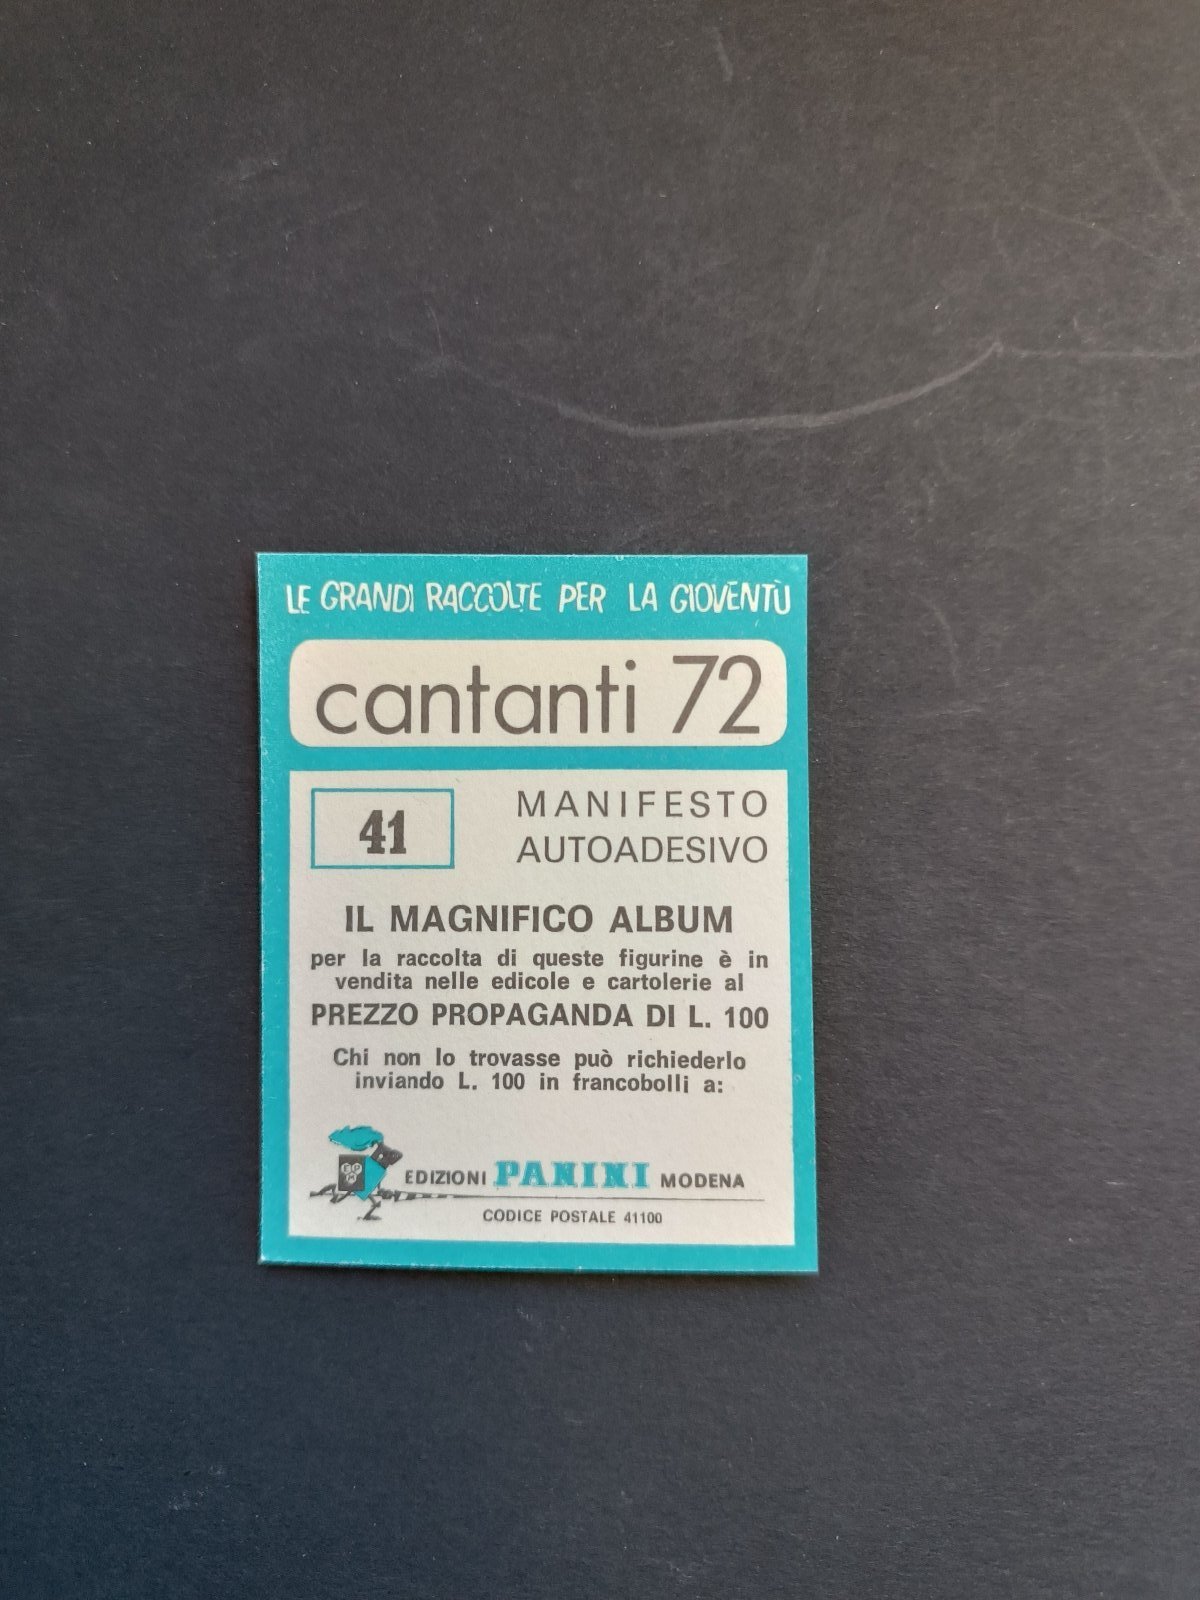 LE GRANDI RACCOLTE PER LA GIOVENTÙ
cantanti 72
41
MANIFESTO
AUTOADESIVO
IL MAGNIFICO ALBUM
per la raccolta di queste figurine è in
vendita nelle edicole e cartolerie al
PREZZO PROPAGANDA DI L. 100
Chi non lo trovasse può richiederlo
inviando L. 100 in francobolli a:
EPM
EDIZIONI PANINI MODENA
CODICE POSTALE 41100